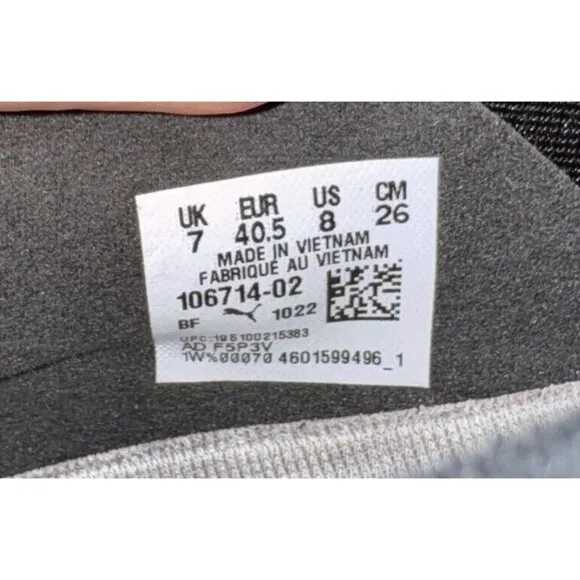 UK EUR US CM
7 40.5 8 26
MADE IN VIETNAM
FABRIQUÉ AU VIETNAM
106714-02
BF 1022
UPC:195100215383
AD F5P3V
1W%00070 4601599496_1